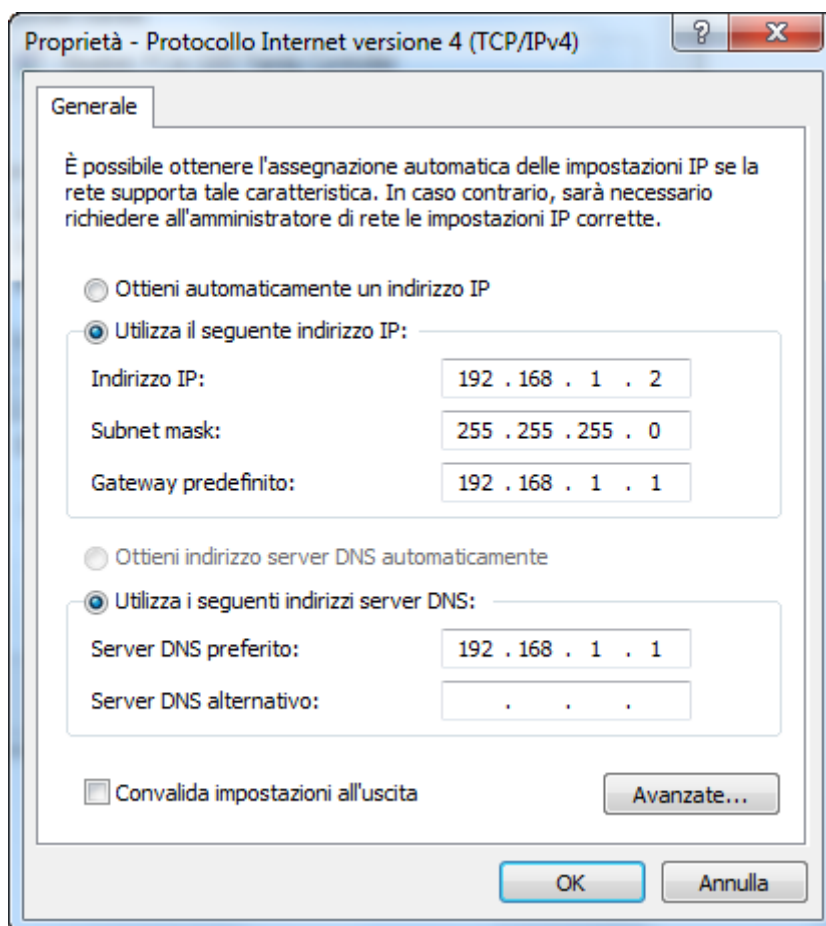 Proprietà - Protocollo Internet versione 4 (TCP/IPv4)
Generale
È possibile ottenere l'assegnazione automatica delle impostazioni IP se la
rete supporta tale caratteristica. In caso contrario, sarà necessario
richiedere all'amministratore di rete le impostazioni IP corrette.
Ottieni automaticamente un indirizzo IP
Utilizza il seguente indirizzo IP:
Indirizzo IP: 192 . 168 . 1 . 2
Subnet mask: 255 . 255 . 255 . 0
Gateway predefinito: 192 . 168 . 1 . 1
Ottieni indirizzo server DNS automaticamente
Utilizza i seguenti indirizzi server DNS:
Server DNS preferito: 192 . 168 . 1 . 1
Server DNS alternativo: . . .
Convalida impostazioni all'uscita Avanzate...
OK Annulla